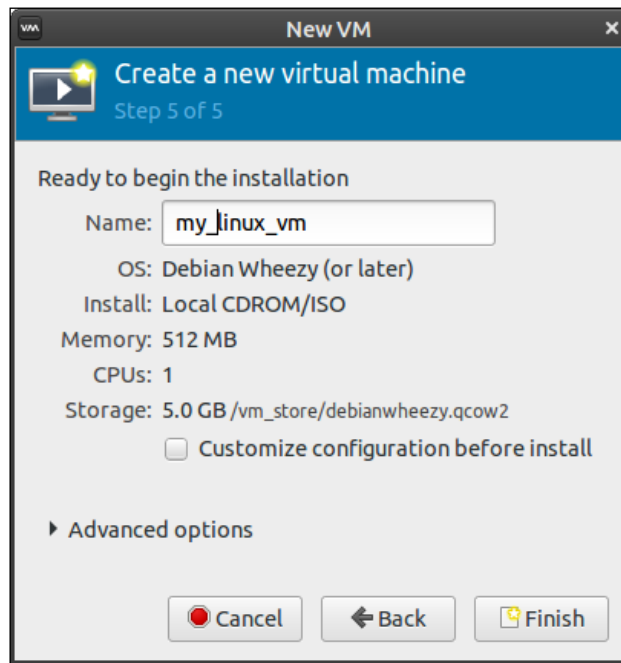 VM New VM ×
Create a new virtual machine
Step 5 of 5
Ready to begin the installation
Name: my_linux_vm
OS: Debian Wheezy (or later)
Install: Local CDROM/ISO
Memory: 512 MB
CPUs: 1
Storage: 5.0 GB /vm_store/debianwheezy.qcow2
Customize configuration before install
Advanced options
Cancel Back Finish